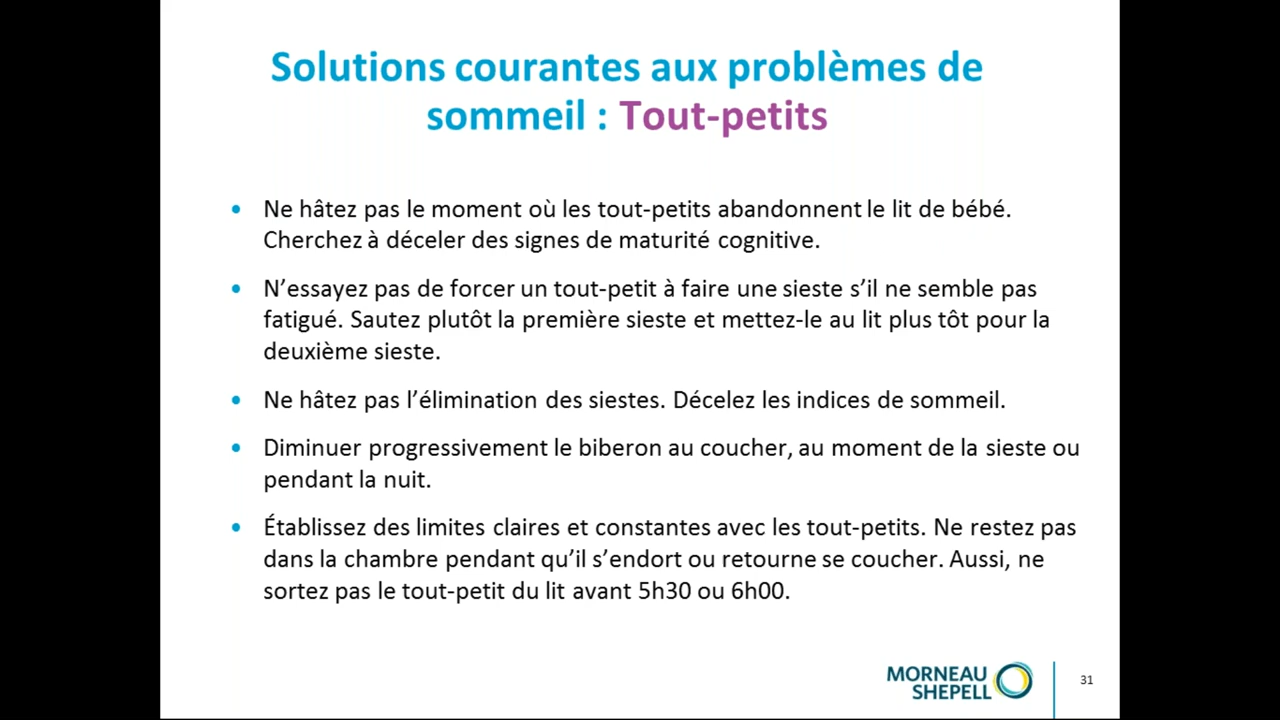 Solutions courantes aux problèmes de
sommeil : Tout-petits
• Ne hâtez pas le moment où les tout-petits abandonnent le lit de bébé.
Cherchez à déceler des signes de maturité cognitive.
• N’essayez pas de forcer un tout-petit à faire une sieste s’il ne semble pas
fatigué. Sautez plutôt la première sieste et mettez-le au lit plus tôt pour la
deuxième sieste.
• Ne hâtez pas l’élimination des siestes. Décelez les indices de sommeil.
• Diminuer progressivement le biberon au coucher, au moment de la sieste ou
pendant la nuit.
• Établissez des limites claires et constantes avec les tout-petits. Ne restez pas
dans la chambre pendant qu’il s’endort ou retourne se coucher. Aussi, ne
sortez pas le tout-petit du lit avant 5h30 ou 6h00.
MORNEAU
SHEPELL
31